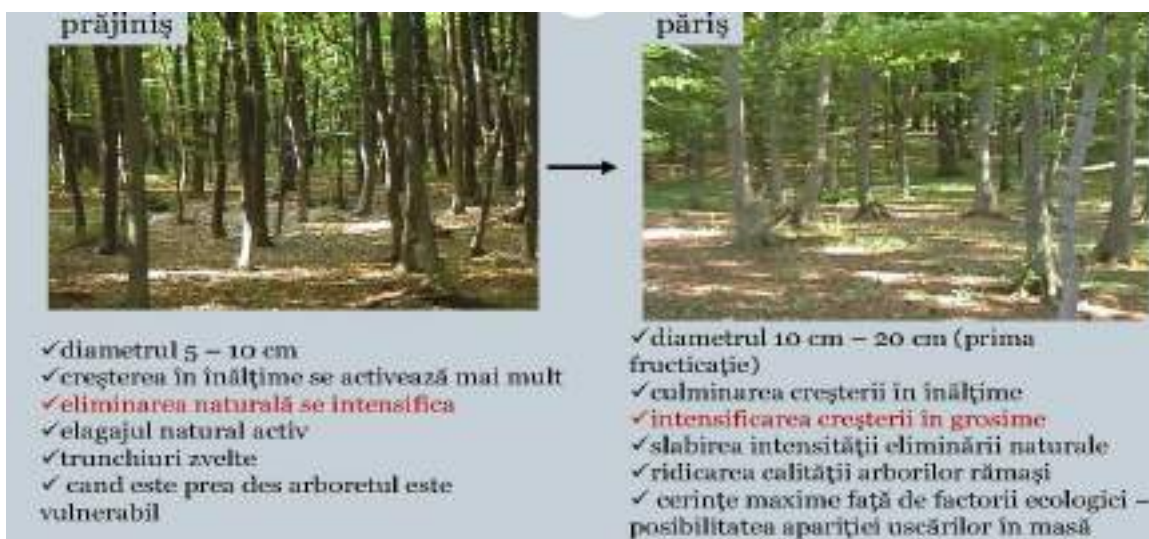 prăjiniş
✓diametrul 5 – 10 cm
✓creşterea în înălţime se activează mai mult
✓eliminarea naturală se intensifica
✓elagajul natural activ
✓trunchiuri zvelte
✓ cand este prea des arboretul este
vulnerabil
păriş
✓diametrul 10 cm – 20 cm (prima
fructicaţie)
✓culminarea creşterii în înălţime
✓intensificarea creşterii în grosime
✓slabirea intensităţii eliminării naturale
✓ridicarea calităţii arborilor rămaşi
✓ cerinţe maxime faţă de factorii ecologici –
posibilitatea apariţiei uscărilor în masă